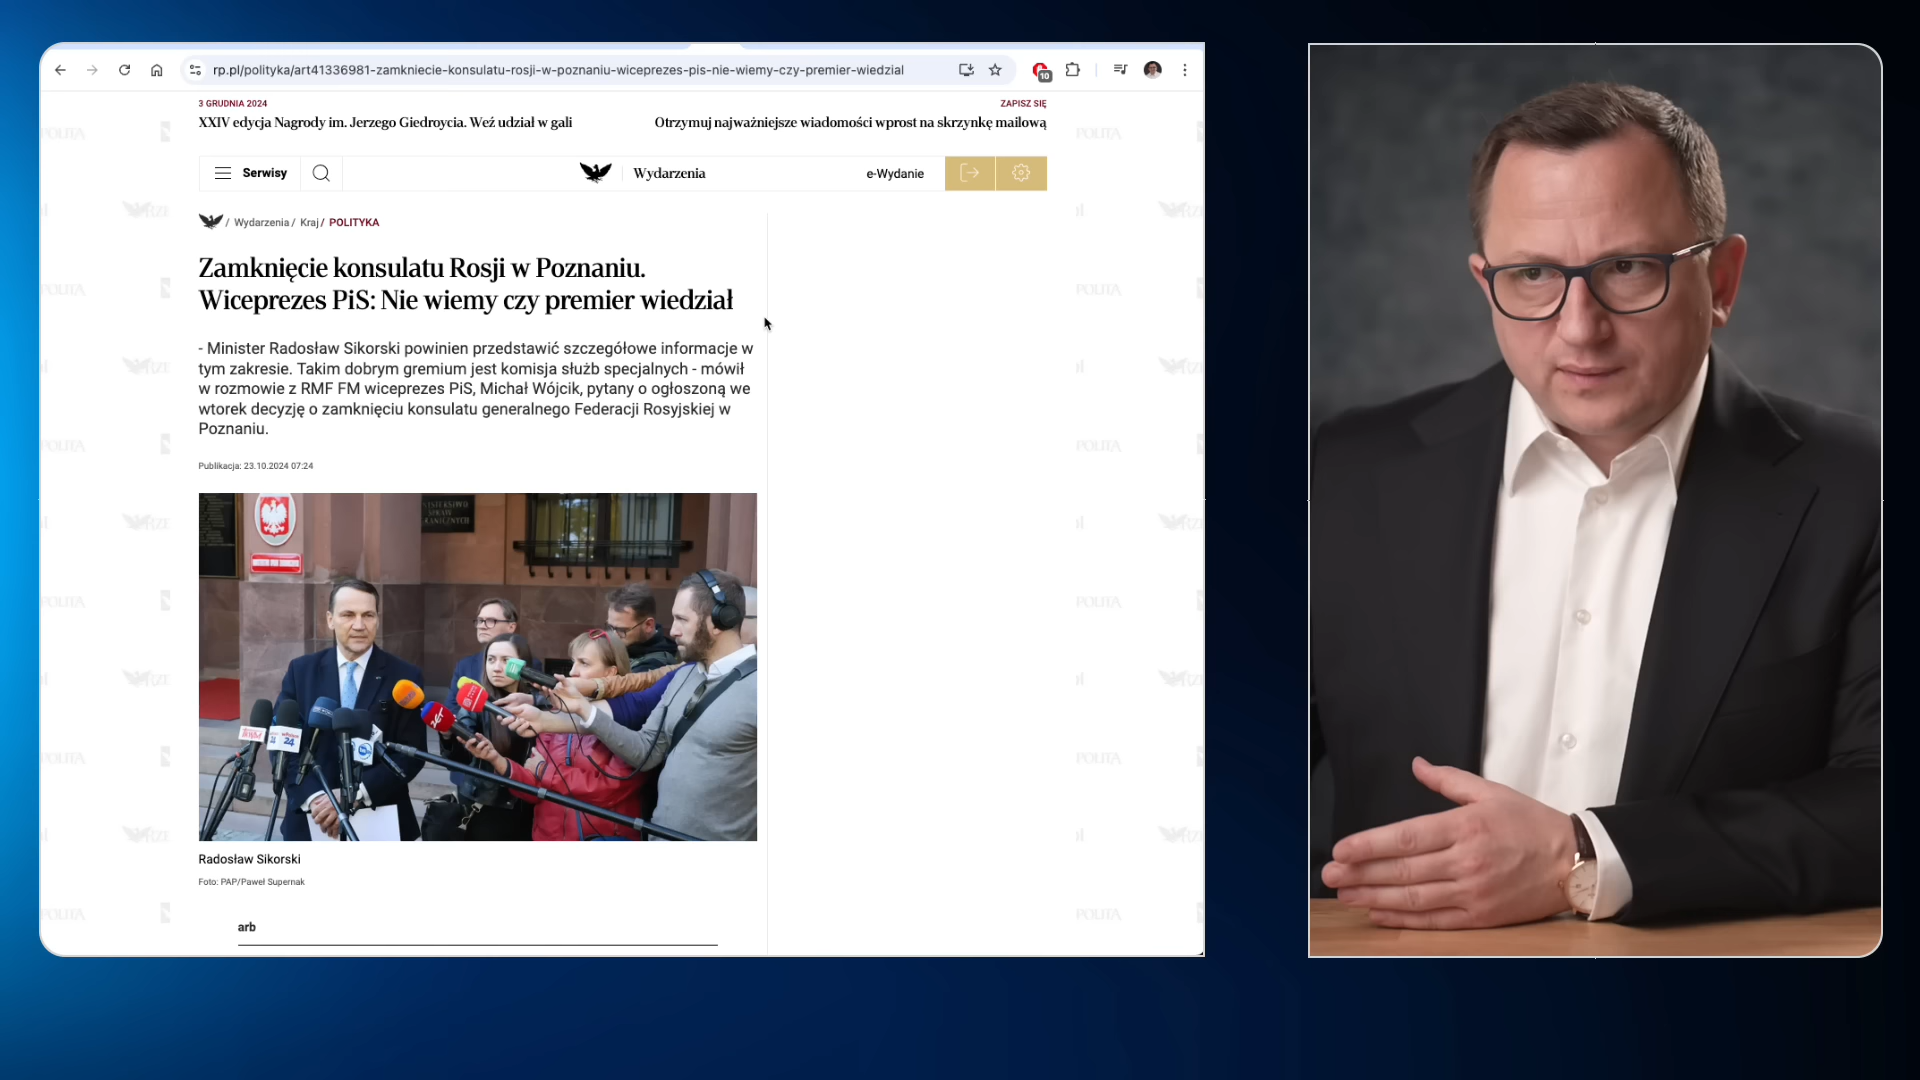 rp.pl/polityka/art41336981-zamkniecie-konsulatu-rosji-w-poznaniu-wiceprezes-pis-nie-wiemy-czy-premier-wiedzial
10
3 GRUDNIA 2024
XXIV edycja Nagrody im. Jerzego Giedroycia. Weź udział w gali
ZAPISZ SIĘ
Otrzymuj najważniejsze wiadomości wprost na skrzynkę mailową
Serwisy
Wydarzenia
e-Wydanie
/ Wydarzenia / Kraj / POLITYKA
Zamknięcie konsulatu Rosji w Poznaniu.
Wiceprezes PiS: Nie wiemy czy premier wiedział
- Minister Radosław Sikorski powinien przedstawić szczegółowe informacje w
tym zakresie. Takim dobrym gremium jest komisja służb specjalnych - mówił
w rozmowie z RMF FM wiceprezes PiS, Michał Wójcik, pytany o ogłoszoną we
wtorek decyzję o zamknięciu konsulatu generalnego Federacji Rosyjskiej w
Poznaniu.
Publikacja: 23.10.2024 07:24
24
ZET
Radosław Sikorski
Foto: PAP/Paweł Supernak
arb